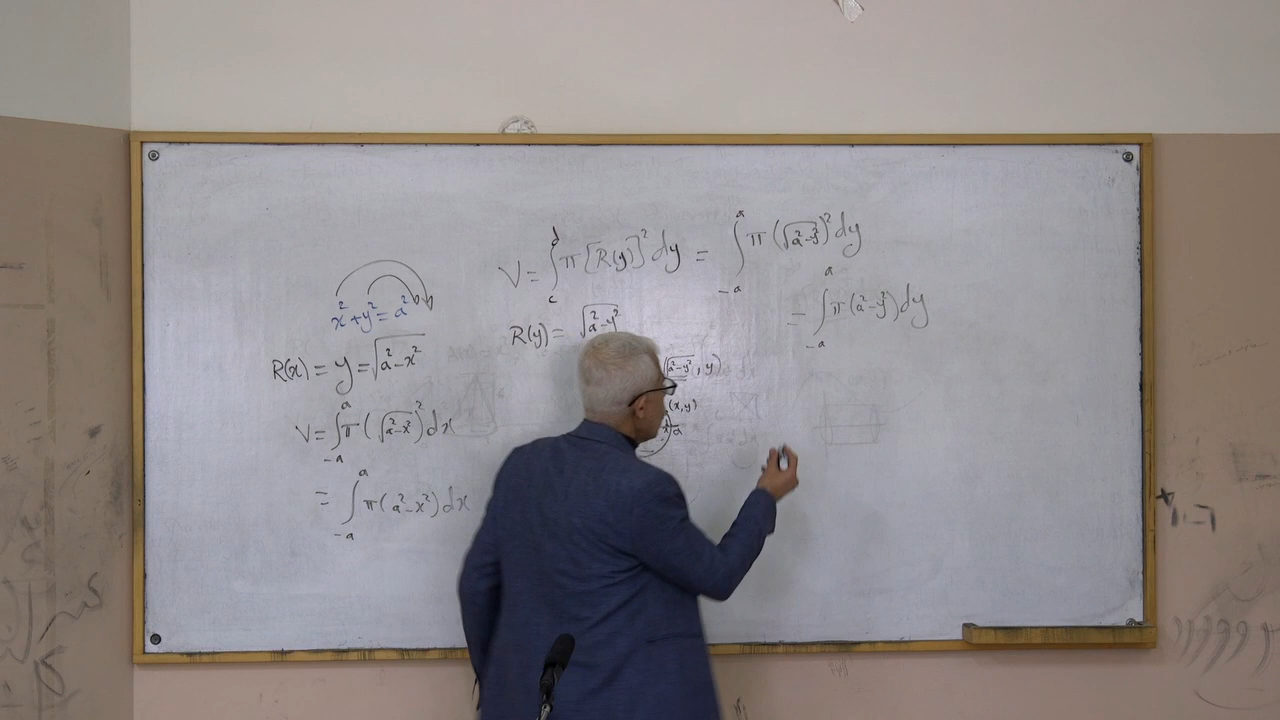 x²+y²=a²
R(x) = y = √(a²-x²)
V = ∫_{-a}^{a} π(√(a²-x²))² dx
= ∫_{-a}^{a} π(a²-x²) dx
V = ∫_c^d π[R(y)]² dy = ∫_{-a}^{a} π(√(a²-y²))² dy
= ∫_{-a}^{a} π(a²-y²) dy
R(y) = √(a²-y²)
√(a²-y²), y)
(x,y)
a